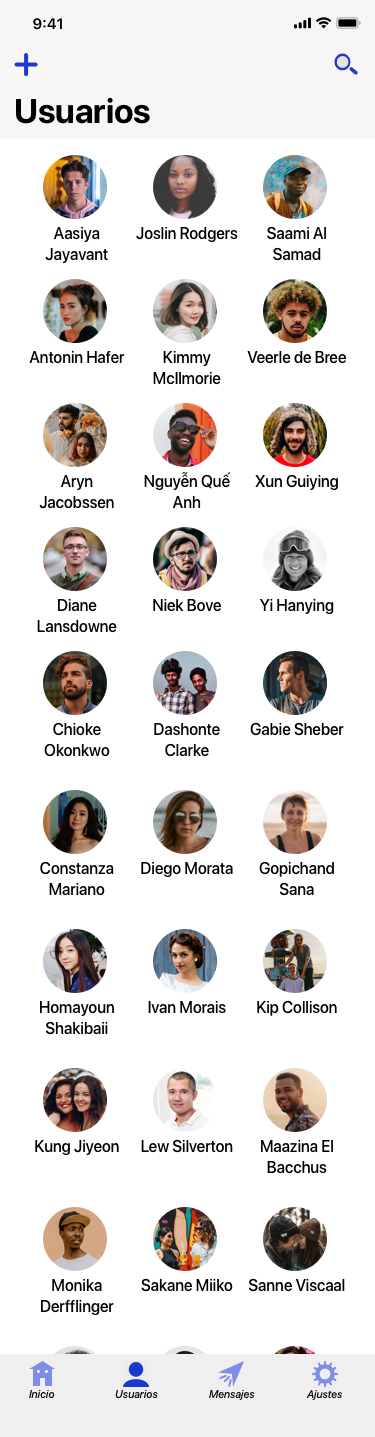 9:41
Usuarios
Aasiya
Jayavant
Joslin Rodgers
Saami Al
Samad
Antonin Hafer
Kimmy
McIlmorie
Veerle de Bree
Aryn
Jacobssen
Nguyễn Quế
Anh
Xun Guiying
Diane
Lansdowne
Niek Bove
Yi Hanying
Chioke
Okonkwo
Dashonte
Clarke
Gabie Sheber
Constanza
Mariano
Diego Morata
Gopichand
Sana
Homayoun
Shakibaii
Ivan Morais
Kip Collison
Kung Jiyeon
Lew Silverton
Maazina El
Bacchus
Monika
Derfflinger
Sakane Miiko
Sanne Viscaal
Inicio
Usuarios
Mensajes
Ajustes